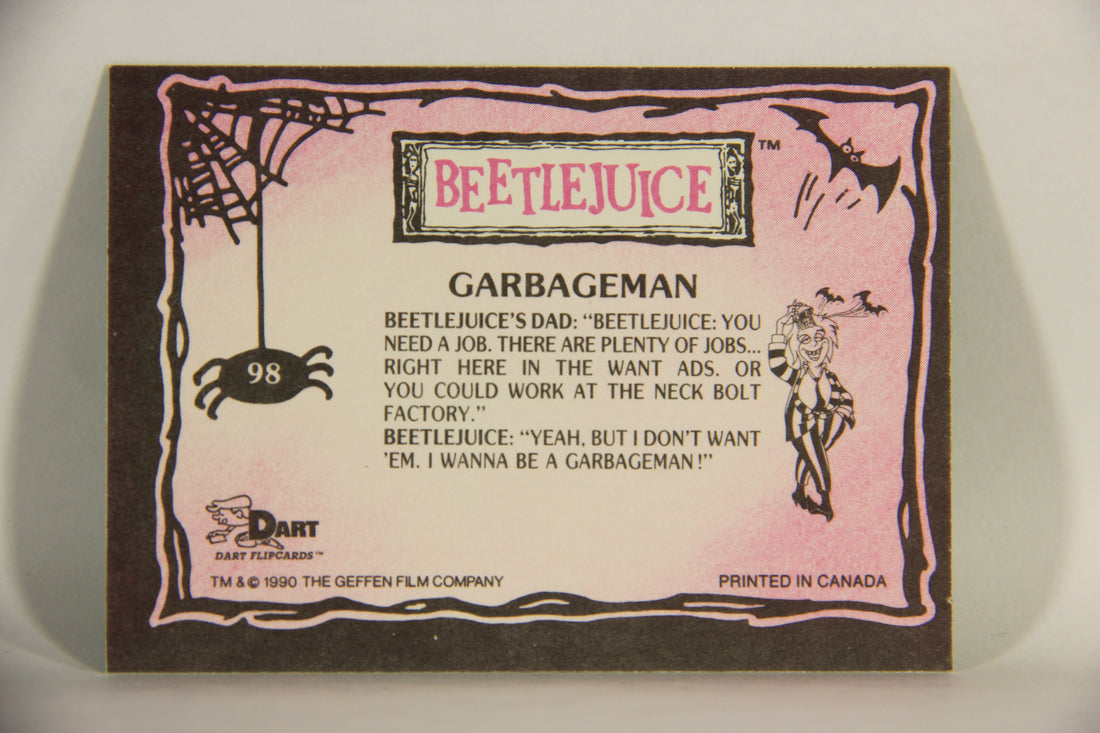 BEETLEJUICE™
GARBAGEMAN
BEETLEJUICE'S DAD: "BEETLEJUICE: YOU
NEED A JOB. THERE ARE PLENTY OF JOBS...
RIGHT HERE IN THE WANT ADS. OR
YOU COULD WORK AT THE NECK BOLT
FACTORY."
BEETLEJUICE: "YEAH, BUT I DON'T WANT
'EM. I WANNA BE A GARBAGEMAN!"
98
DART
DART FLIPCARDS™
TM & © 1990 THE GEFFEN FILM COMPANY
PRINTED IN CANADA